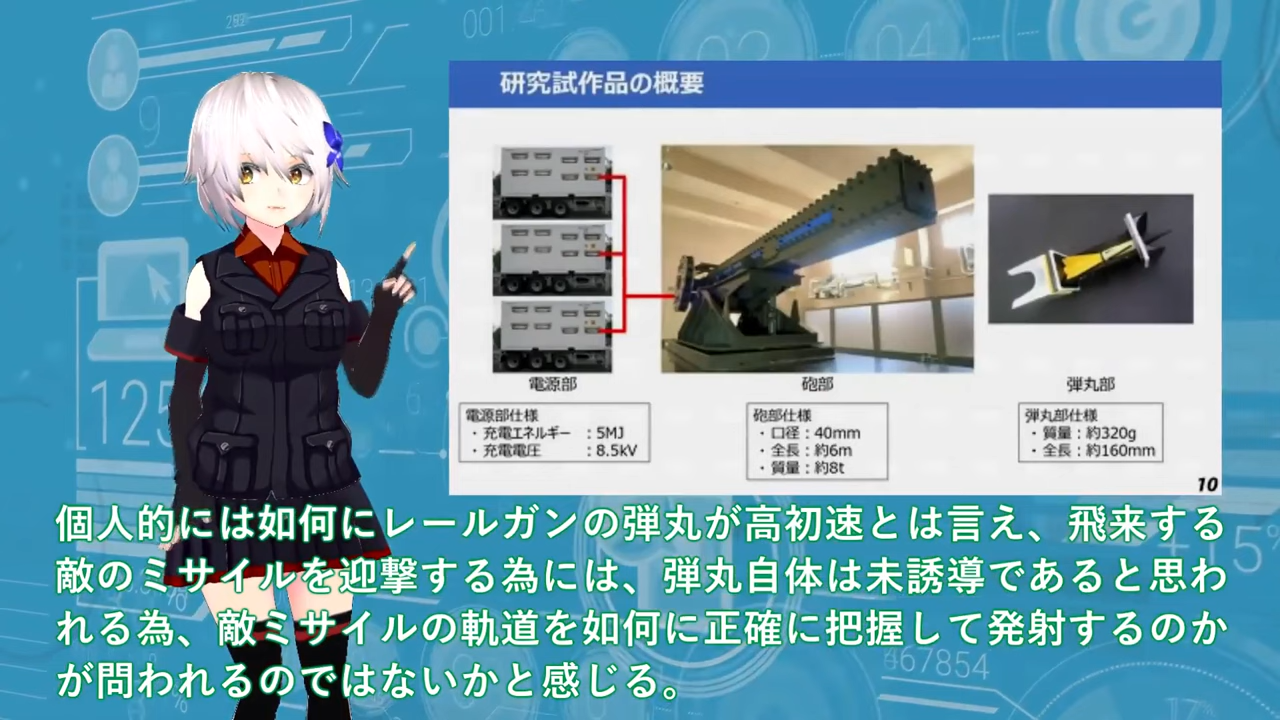 研究試作品の概要
電源部
電源部仕様
・充電エネルギー ：5MJ
・充電電圧 ：8.5kV
砲部
砲部仕様
・口径：40mm
・全長：約6m
・質量：約8t
弾丸部
弾丸部仕様
・質量：約320g
・全長：約160mm
10
個人的には如何にレールガンの弾丸が高初速とは言え、飛来する
敵のミサイルを迎撃する為には、弾丸自体は未誘導であると思わ
れる為、敵ミサイルの軌道を如何に正確に把握して発射するのか
が問われるのではないかと感じる。
001
02
04
9
125
467854